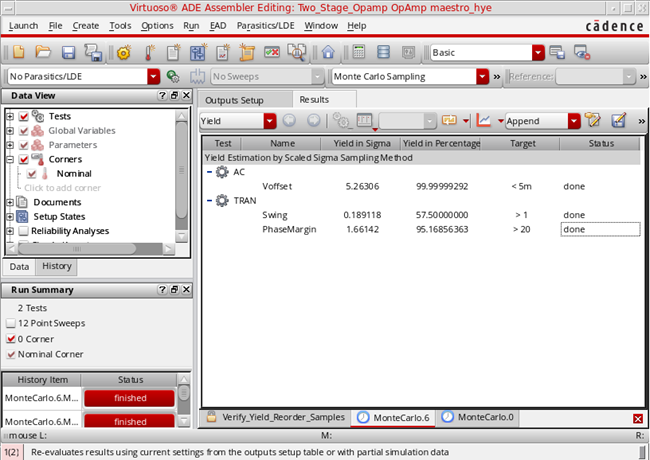 Virtuoso® ADE Assembler Editing: Two_Stage_Opamp OpAmp maestro_hye
Launch File Create Tools Options Run EAD Parasitics/LDE Window Help
cādence
Basic
No Parasitics/LDE No Sweeps Monte Carlo Sampling » Reference: »
Data View
Outputs Setup Results
Tests
Global Variables
Parameters
Corners
Nominal
Click to add corner
Documents
Setup States
Reliability Analyses
Data History
Yield Append »
Test Name Yield in Sigma Yield in Percentage Target Status
Yield Estimation by Scaled Sigma Sampling Method
AC
Voffset 5.26306 99.99999292 < 5m done
TRAN
Swing 0.189118 57.50000000 > 1 done
PhaseMargin 1.66142 95.16856363 > 20 done
Run Summary
2 Tests
12 Point Sweeps
0 Corner
Nominal Corner
History Item Status
MonteCarlo.6.M... finished
MonteCarlo.6.M... finished
Verify_Yield_Reorder_Samples MonteCarlo.6 MonteCarlo.0
mouse L: M: R:
1(2) Re-evaluates results using current settings from the outputs setup table or with partial simulation data